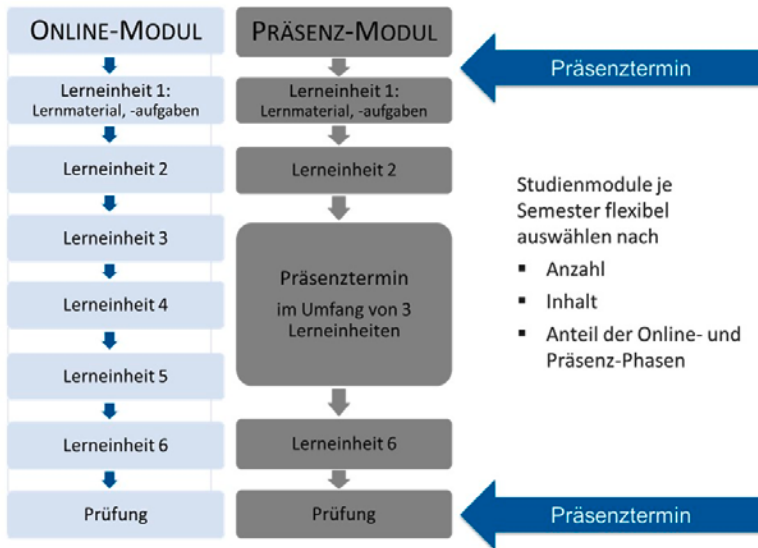 ONLINE-MODUL
Lerneinheit 1:
Lernmaterial, -aufgaben
Lerneinheit 2
Lerneinheit 3
Lerneinheit 4
Lerneinheit 5
Lerneinheit 6
Prüfung
PRÄSENZ-MODUL
Lerneinheit 1:
Lernmaterial, -aufgaben
Lerneinheit 2
Präsenztermin
im Umfang von 3
Lerneinheiten
Lerneinheit 6
Prüfung
Präsenztermin
Studienmodule je
Semester flexibel
auswählen nach
▪ Anzahl
▪ Inhalt
▪ Anteil der Online- und
Präsenz-Phasen
Präsenztermin